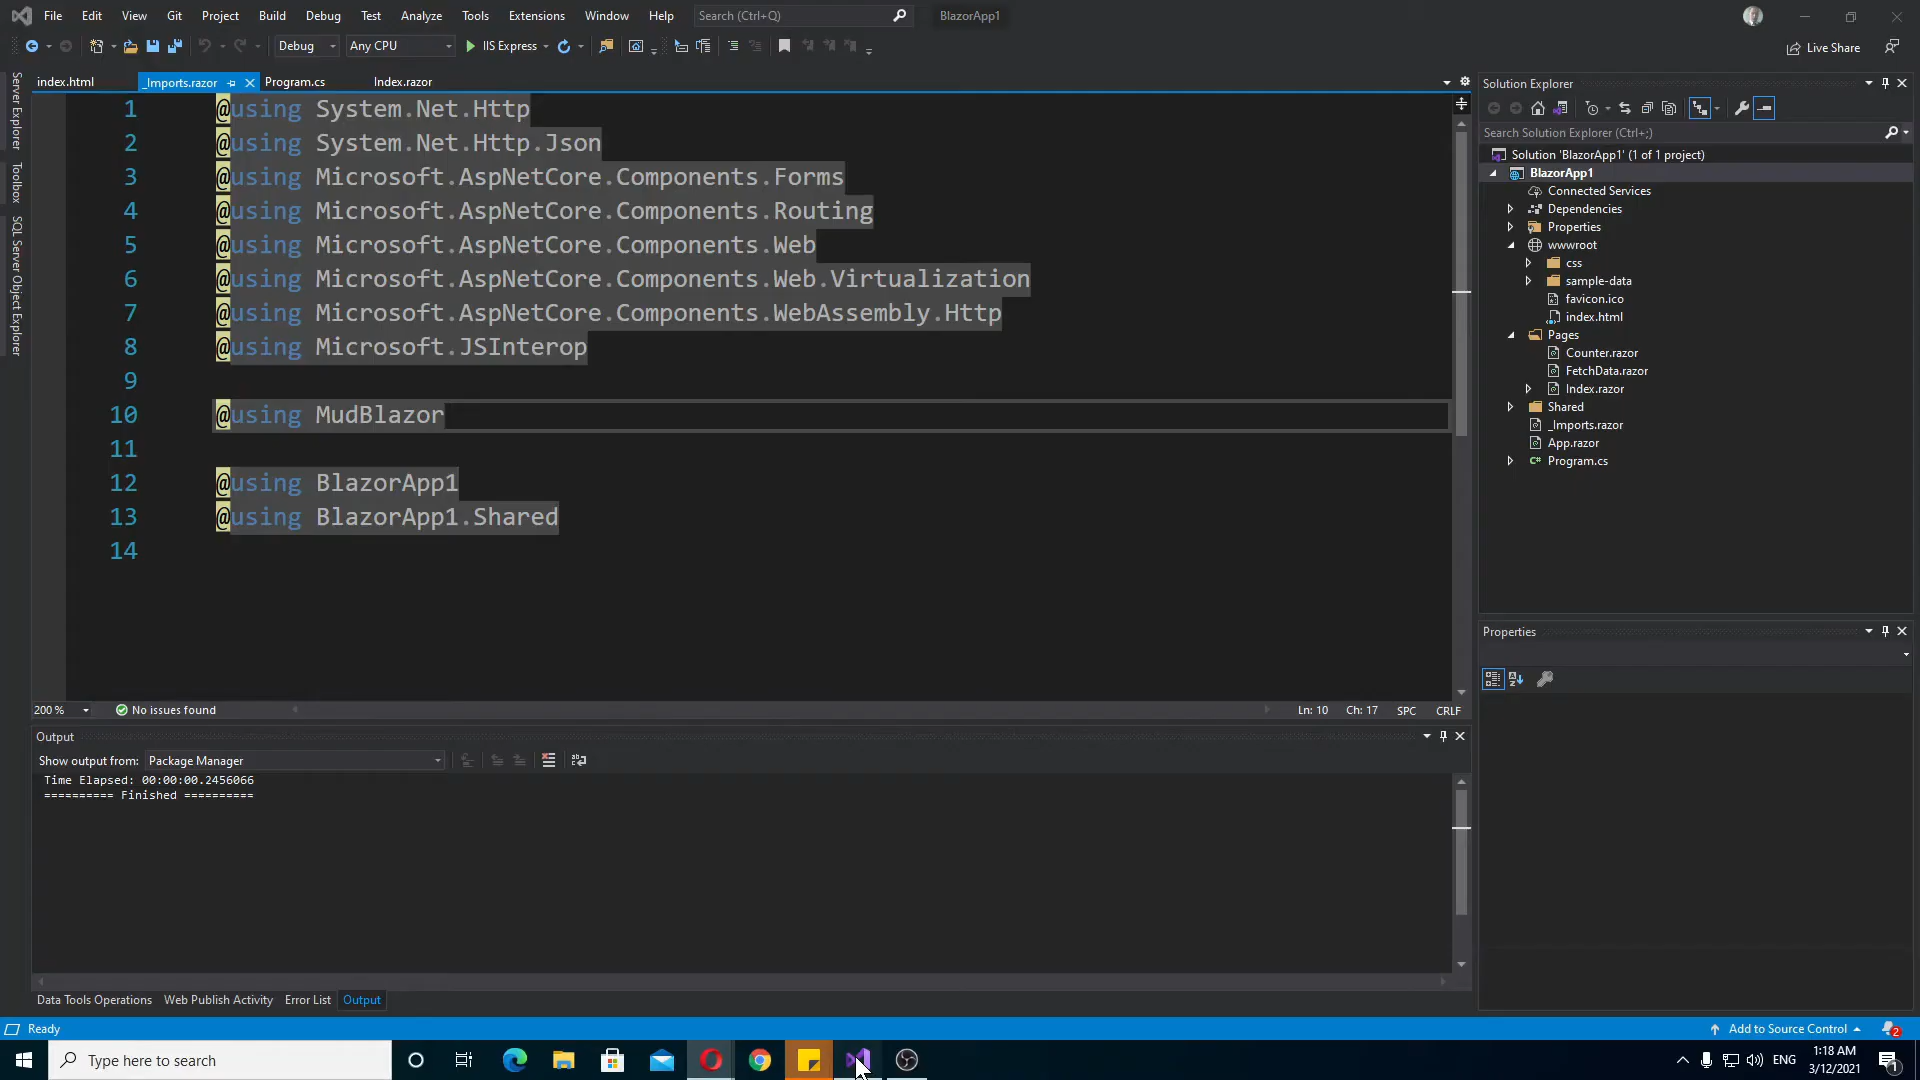 File Edit View Git Project Build Debug Test Analyze Tools Extensions Window Help Search (Ctrl+Q) BlazorApp1
Debug Any CPU IIS Express Live Share
index.html _Imports.razor Program.cs Index.razor
Server Explorer
Toolbox
SQL Server Object Explorer
1 @using System.Net.Http
2 @using System.Net.Http.Json
3 @using Microsoft.AspNetCore.Components.Forms
4 @using Microsoft.AspNetCore.Components.Routing
5 @using Microsoft.AspNetCore.Components.Web
6 @using Microsoft.AspNetCore.Components.Web.Virtualization
7 @using Microsoft.AspNetCore.Components.WebAssembly.Http
8 @using Microsoft.JSInterop
9
10 @using MudBlazor
11
12 @using BlazorApp1
13 @using BlazorApp1.Shared
14
200 % No issues found Ln: 10 Ch: 17 SPC CRLF
Output
Show output from: Package Manager
Time Elapsed: 00:00:00.2456066
========== Finished ==========
Data Tools Operations Web Publish Activity Error List Output
Solution Explorer
Search Solution Explorer (Ctrl+;)
Solution 'BlazorApp1' (1 of 1 project)
BlazorApp1
Connected Services
Dependencies
Properties
wwwroot
css
sample-data
favicon.ico
index.html
Pages
Counter.razor
FetchData.razor
Index.razor
Shared
_Imports.razor
App.razor
C# Program.cs
Properties
Ready Add to Source Control 2
Type here to search ENG 1:18 AM
3/12/2021 1